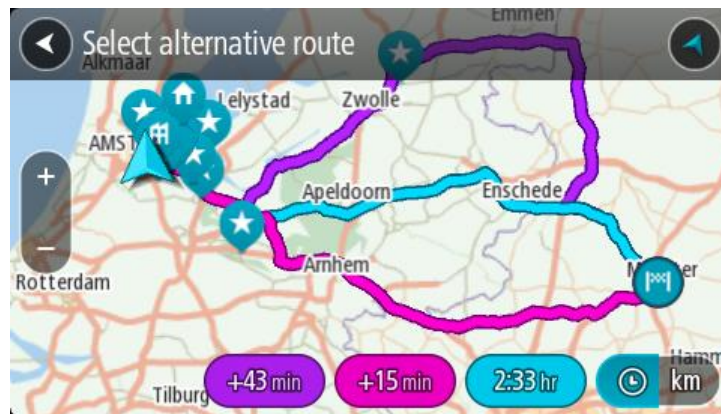 Emmen
Select alternative route
Alkmaar
Lelystad
Zwolle
AMST
Apeldoorn
Enschede
Arnhem
Rotterdam
Tilburg
+43 min
+15 min
2:33 hr
km
Hamm